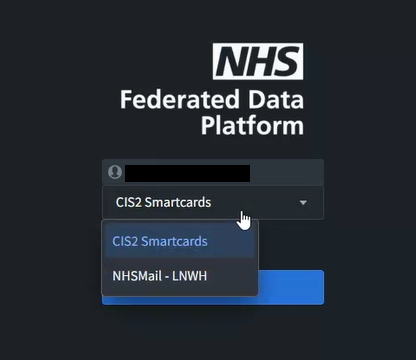 NHS
Federated Data
Platform
CIS2 Smartcards
CIS2 Smartcards
NHSMail - LNWH